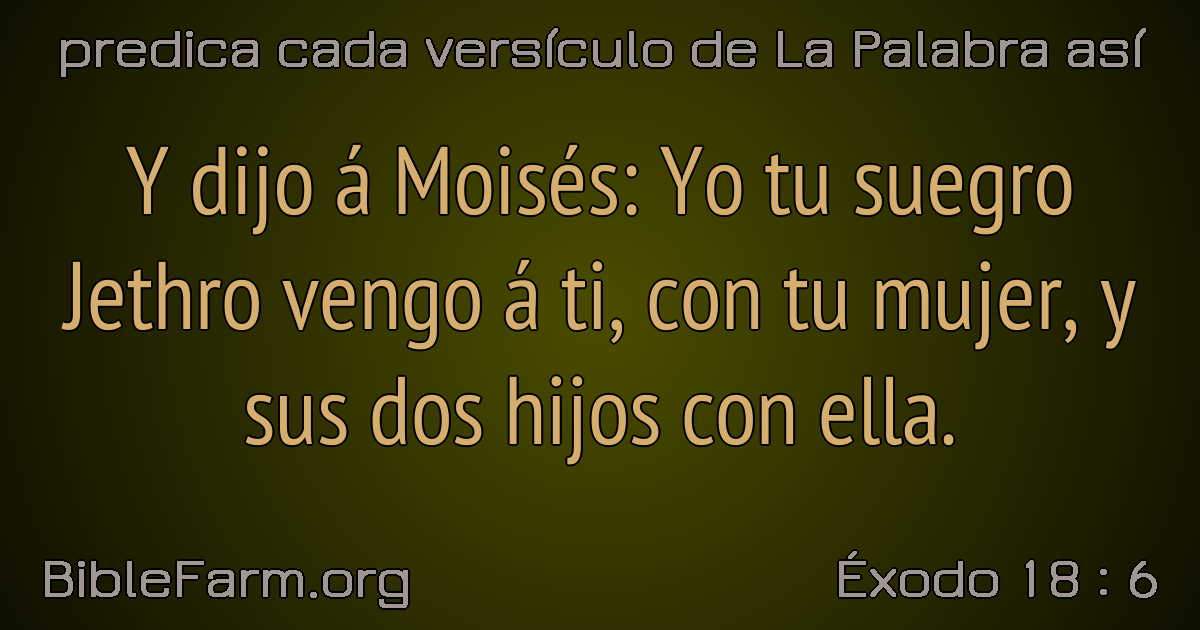 predica cada versículo de La Palabra así
Y dijo á Moisés: Yo tu suegro
Jethro vengo á ti, con tu mujer, y
sus dos hijos con ella.
BibleFarm.org
Éxodo 18 : 6